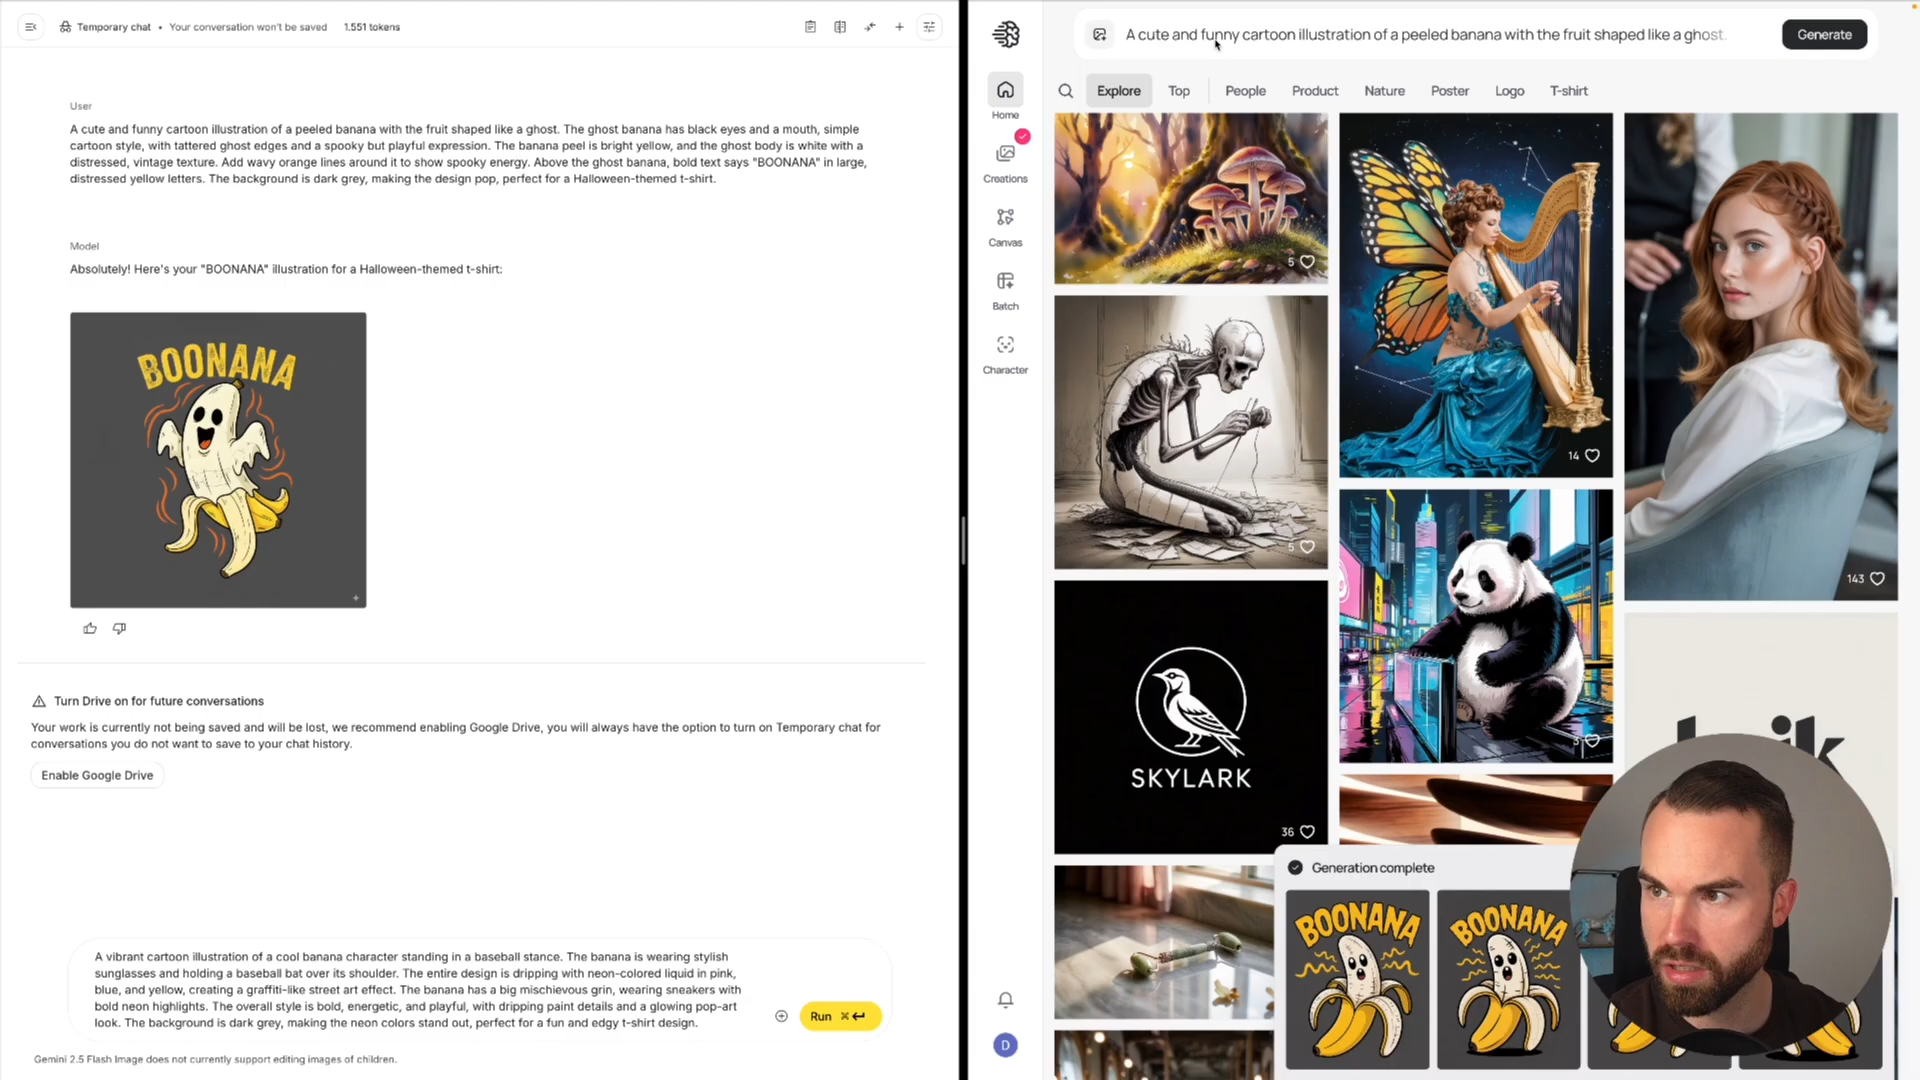 Temporary chat • Your conversation won't be saved 1.551 tokens
User
A cute and funny cartoon illustration of a peeled banana with the fruit shaped like a ghost. The ghost banana has black eyes and a mouth, simple
cartoon style, with tattered ghost edges and a spooky but playful expression. The banana peel is bright yellow, and the ghost body is white with a
distressed, vintage texture. Add wavy orange lines around it to show spooky energy. Above the ghost banana, bold text says "BOONANA" in large,
distressed yellow letters. The background is dark grey, making the design pop, perfect for a Halloween-themed t-shirt.
Model
Absolutely! Here's your "BOONANA" illustration for a Halloween-themed t-shirt:
BOONANA
Turn Drive on for future conversations
Your work is currently not being saved and will be lost, we recommend enabling Google Drive, you will always have the option to turn on Temporary chat for
conversations you do not want to save to your chat history.
Enable Google Drive
A vibrant cartoon illustration of a cool banana character standing in a baseball stance. The banana is wearing stylish
sunglasses and holding a baseball bat over its shoulder. The entire design is dripping with neon-colored liquid in pink,
blue, and yellow, creating a graffiti-like street art effect. The banana has a big mischievous grin, wearing sneakers with
bold neon highlights. The overall style is bold, energetic, and playful, with dripping paint details and a glowing pop-art
look. The background is dark grey, making the neon colors stand out, perfect for a fun and edgy t-shirt design.
Run ⌘ ↵
Gemini 2.5 Flash Image does not currently support editing images of children.
A cute and funny cartoon illustration of a peeled banana with the fruit shaped like a ghost.
Generate
Explore Top People Product Nature Poster Logo T-shirt
Home
Creations
Canvas
Batch
Character
D
5
14
143
5
3
SKYLARK
36
Generation complete
BOONANA
BOONANA